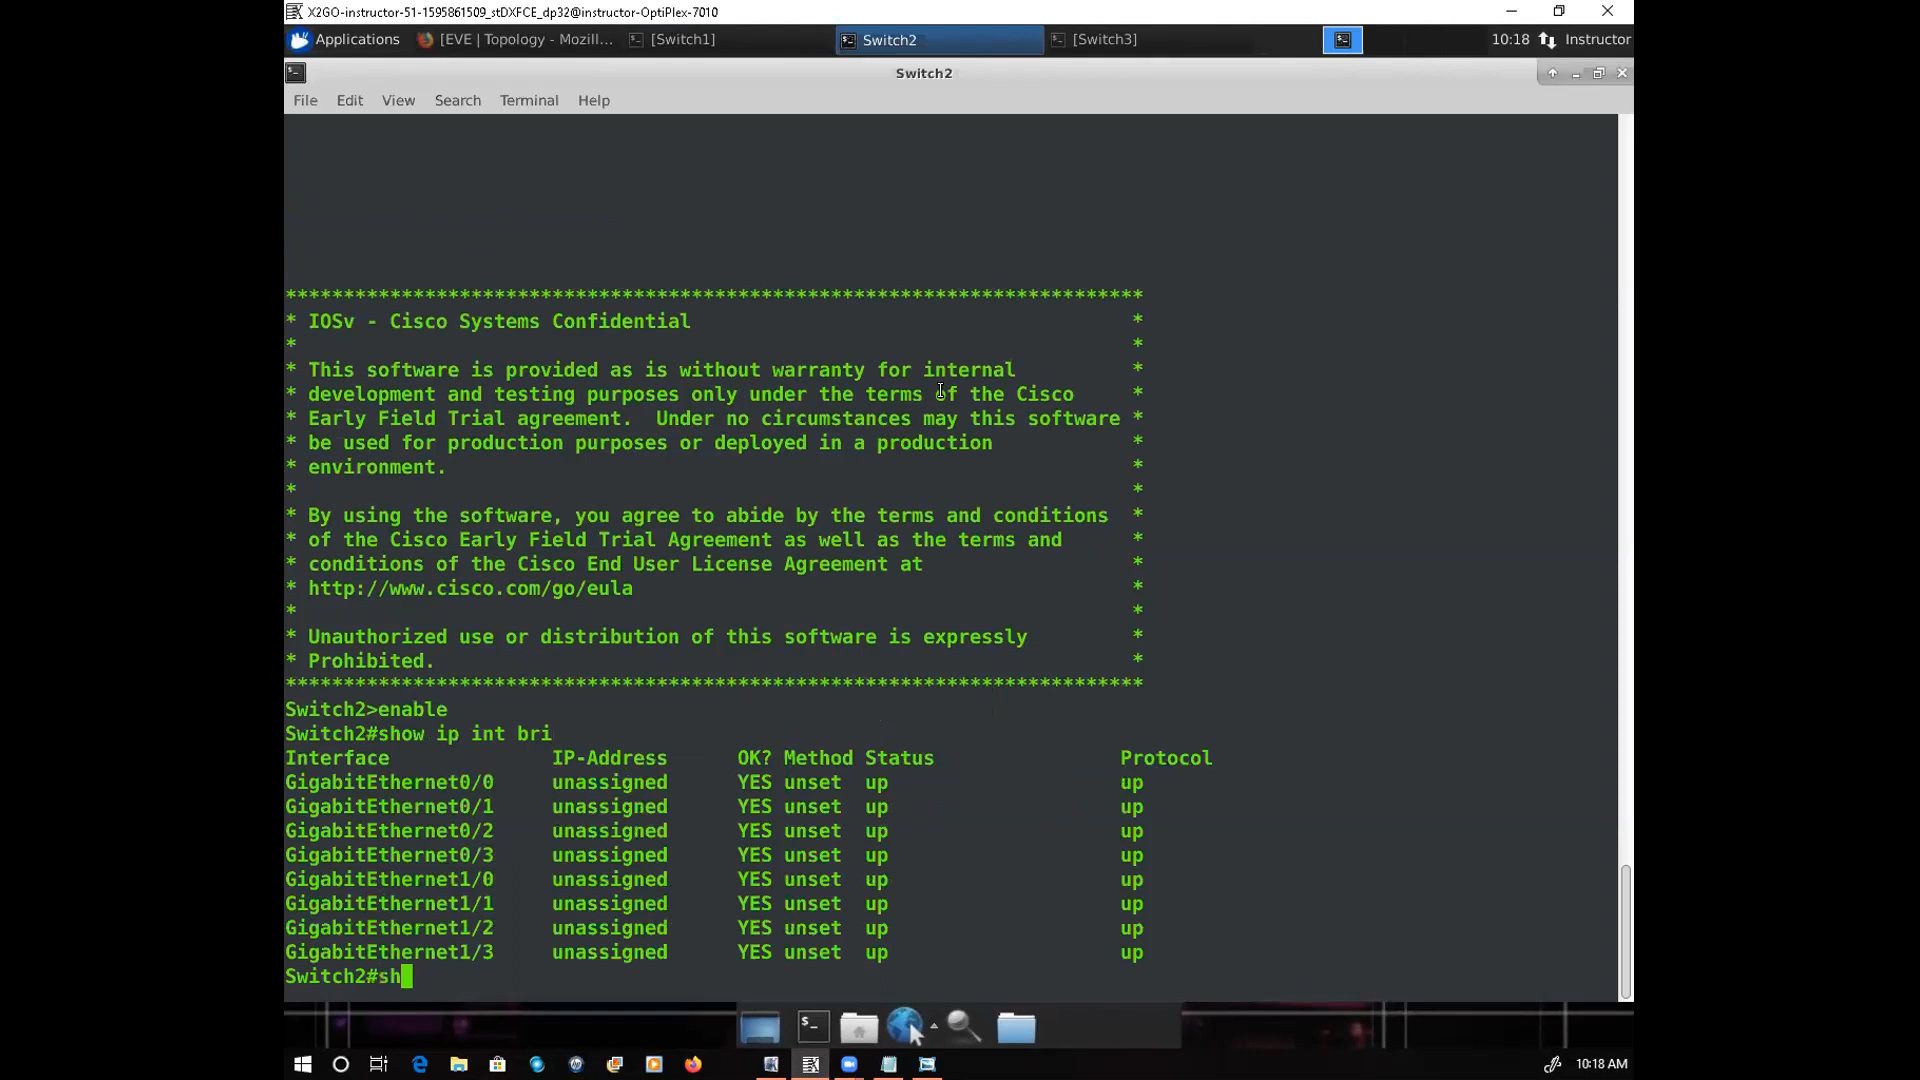 X2GO-instructor-51-1595861509_stDXFCE_dp32@instructor-OptiPlex-7010
Applications [EVE | Topology - Mozill... [Switch1] Switch2 [Switch3] 10:18 Instructor
Switch2
File Edit View Search Terminal Help
**************************************************************************
* IOSv - Cisco Systems Confidential *
* *
* This software is provided as is without warranty for internal *
* development and testing purposes only under the terms of the Cisco *
* Early Field Trial agreement.  Under no circumstances may this software *
* be used for production purposes or deployed in a production *
* environment. *
* *
* By using the software, you agree to abide by the terms and conditions *
* of the Cisco Early Field Trial Agreement as well as the terms and *
* conditions of the Cisco End User License Agreement at *
* http://www.cisco.com/go/eula *
* *
* Unauthorized use or distribution of this software is expressly *
* Prohibited. *
**************************************************************************
Switch2>enable
Switch2#show ip int bri
Interface IP-Address OK? Method Status Protocol
GigabitEthernet0/0 unassigned YES unset up up
GigabitEthernet0/1 unassigned YES unset up up
GigabitEthernet0/2 unassigned YES unset up up
GigabitEthernet0/3 unassigned YES unset up up
GigabitEthernet1/0 unassigned YES unset up up
GigabitEthernet1/1 unassigned YES unset up up
GigabitEthernet1/2 unassigned YES unset up up
GigabitEthernet1/3 unassigned YES unset up up
Switch2#sh
10:18 AM